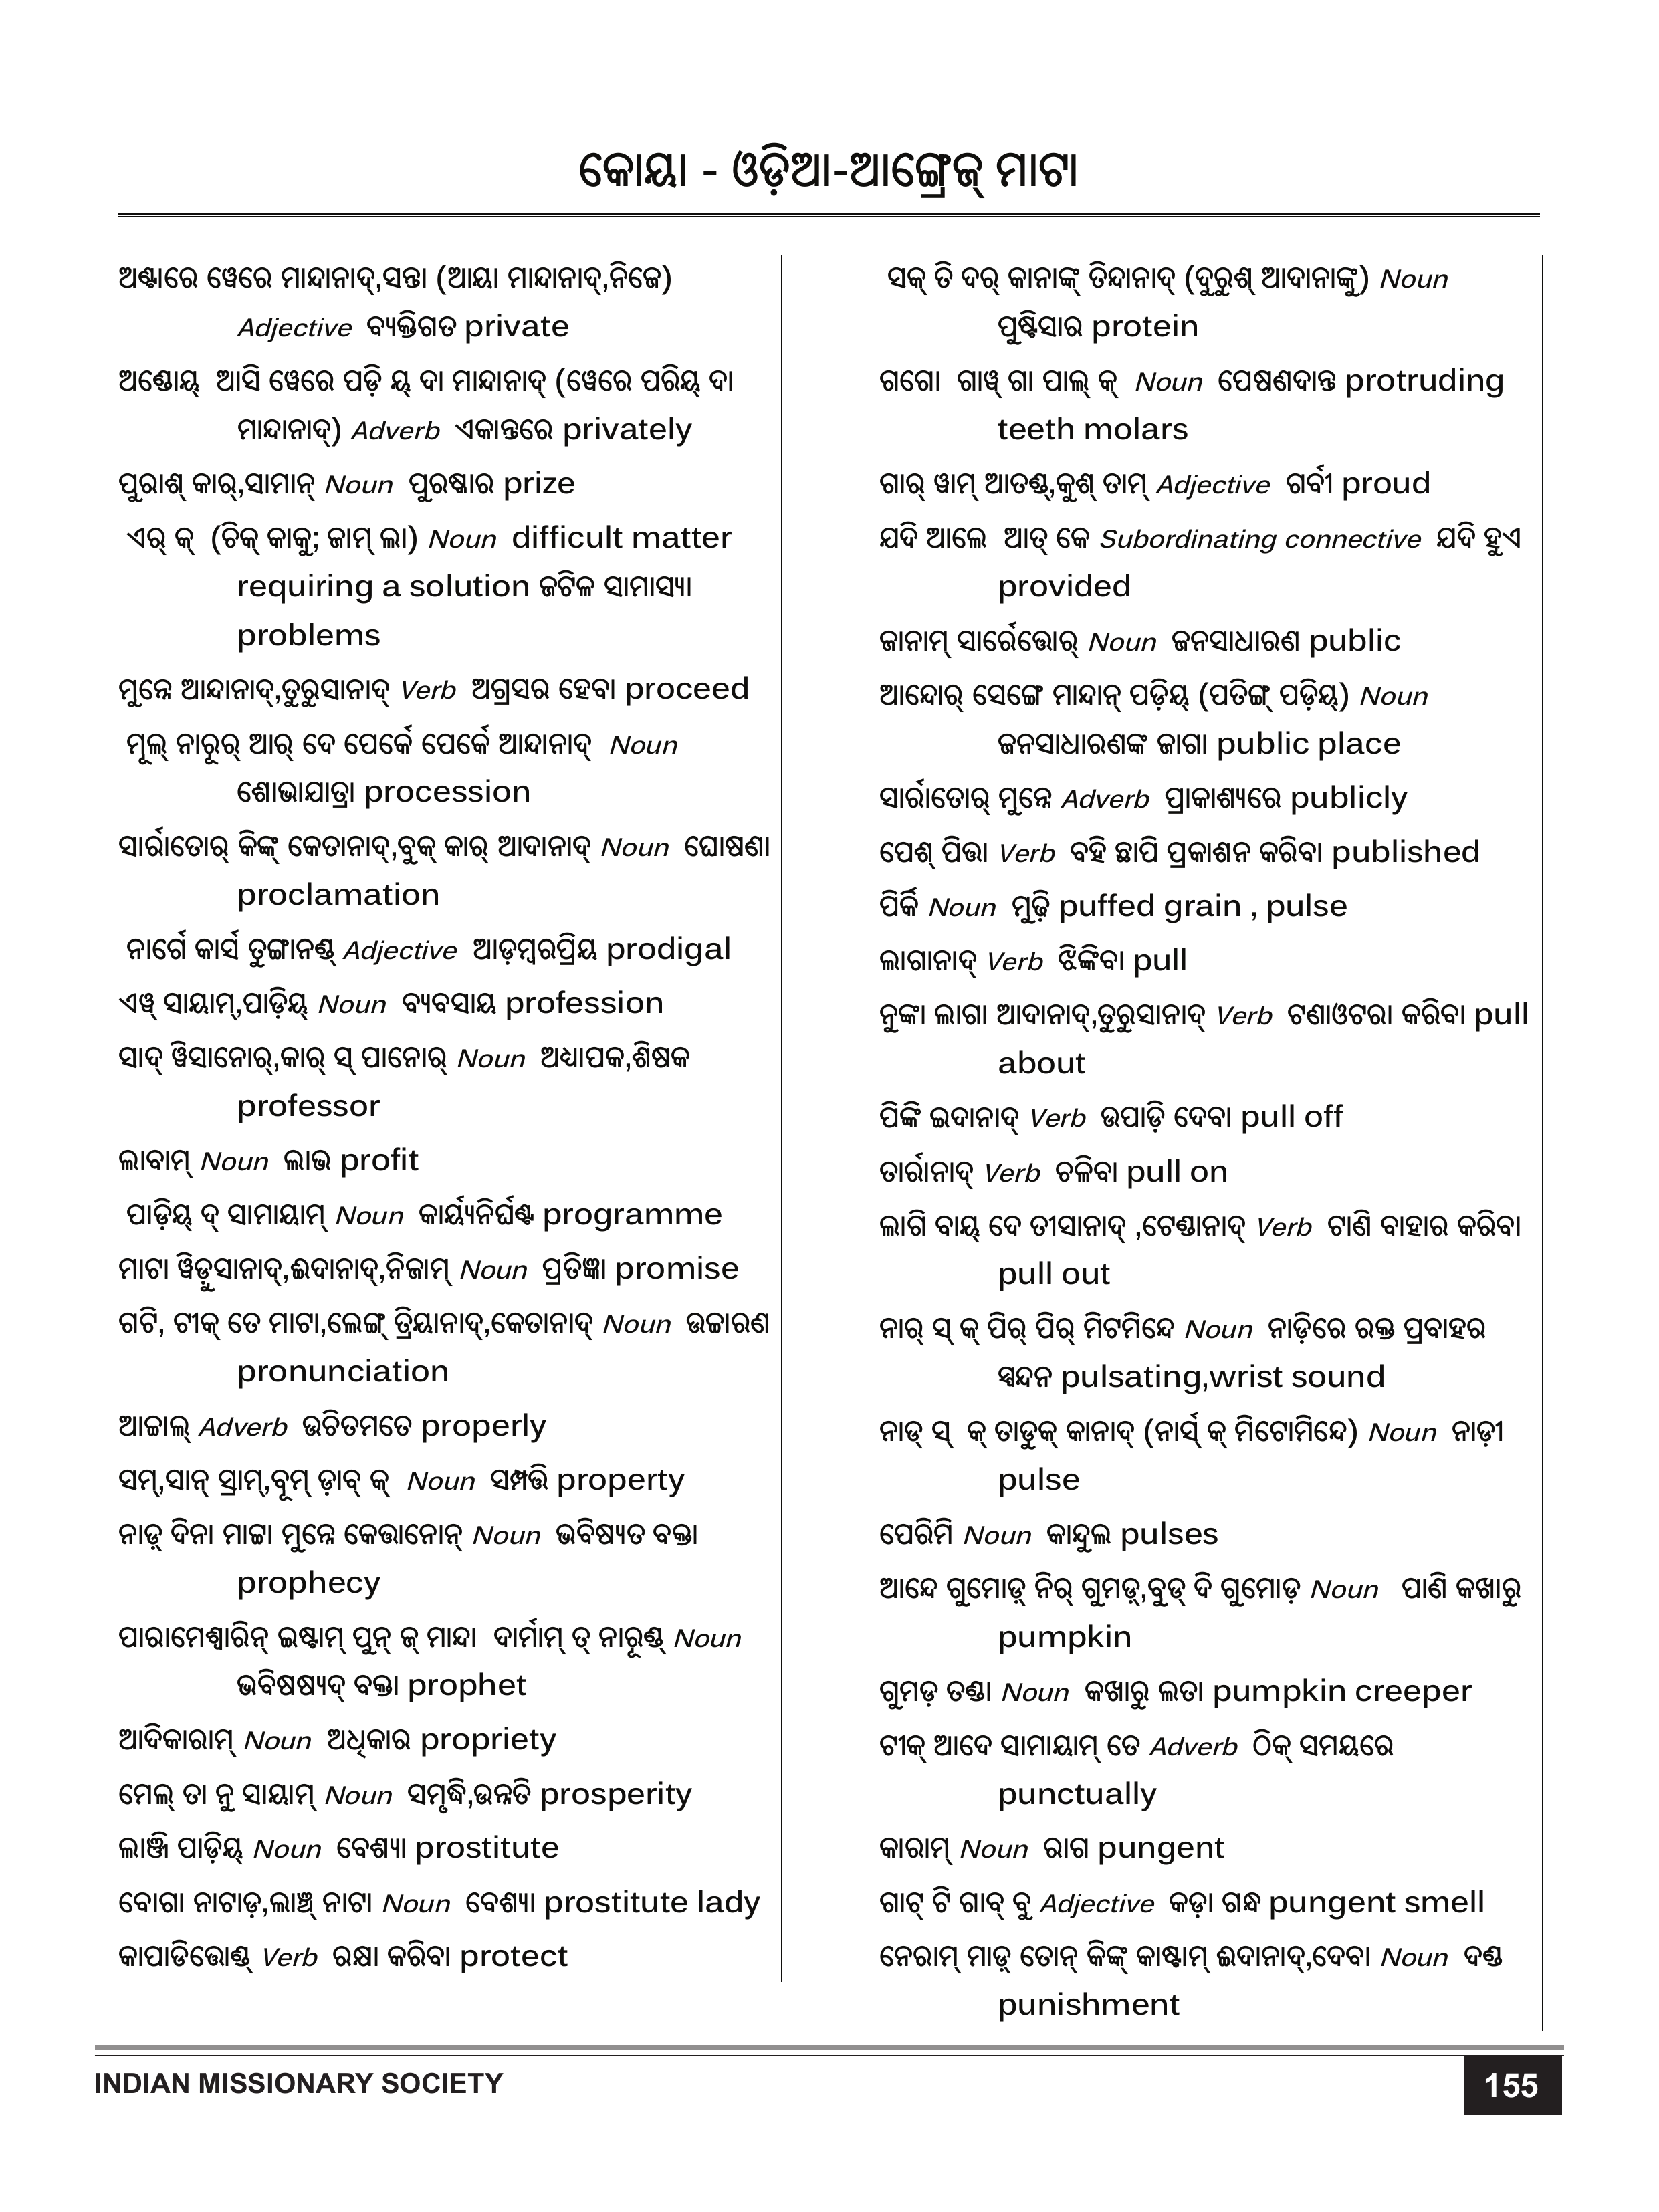 କୋୟା - ଓଡ଼ିଆ-ଆଙ୍ଗ୍ରେଜ୍ ମାଟା
ଅଣ୍ଟାରେ ୱେରେ ମାନ୍ଦାନାଦ୍,ସନ୍ତା (ଆୟା ମାନ୍ଦାନାଦ୍,ନିଜେ)
Adjective ବ୍ୟକ୍ତିଗତ private
ଅଣ୍ଡୋୟ୍ ଆସି ୱେରେ ପଡ଼ି ୟ୍ ଦା ମାନ୍ଦାନାଦ୍ (ୱେରେ ପରିୟ୍ ଦା
ମାନ୍ଦାନାଦ୍) Adverb ଏକାନ୍ତରେ privately
ପୁରାଶ୍ କାର୍,ସାମାନ୍ Noun ପୁରଷ୍କାର prize
ଏର୍ କ୍ (ଚିକ୍ କାକୁ; ଜାମ୍ ଲା) Noun difficult matter
requiring a solution ଜଟିଳ ସାମାସ୍ୟା
problems
ମୁନ୍ନେ ଆନ୍ଦାନାଦ୍,ତୁରୁସାନାଦ୍ Verb ଅଗ୍ରସର ହେବା proceed
ମୂଲ୍ ନାରୂର୍ ଆର୍ ଦେ ପେର୍କେ ପେର୍କେ ଆନ୍ଦାନାଦ୍ Noun
ଶୋଭାଯାତ୍ରା procession
ସାର୍ରାତୋର୍ କିଙ୍କ୍ କେତାନାଦ୍,ବୁକ୍ କାର୍ ଆଦାନାଦ୍ Noun ଘୋଷଣା
proclamation
ନାର୍ଗେ କାର୍ସ ତୁଙ୍ଗାନଣ୍ଡ୍ Adjective ଆଡ଼ମ୍ବରପ୍ରିୟ prodigal
ଏୱ୍ ସାୟାମ୍,ପାଡ଼ିୟ୍ Noun ବ୍ୟବସାୟ profession
ସାଦ୍ ୱିସାନୋର୍,କାର୍ ସ୍ ପାନୋର୍ Noun ଅଧ୍ୟାପକ,ଶିଷକ
professor
ଲାବାମ୍ Noun ଲାଭ profit
ପାଡ଼ିୟ୍ ଦ୍ ସାମାୟାମ୍ Noun କାର୍ୟ୍ୟନିର୍ଘଣ୍ଟ programme
ମାଟା ୱିଡ଼ୁସାନାଦ୍,ଈଦାନାଦ୍,ନିଜାମ୍ Noun ପ୍ରତିଜ୍ଞା promise
ଗଟି, ଟୀକ୍ ତେ ମାଟା,ଲେଙ୍ଗ୍ ତ୍ରିୟାନାଦ୍,କେତାନାଦ୍ Noun ଉଚ୍ଚାରଣ
pronunciation
ଆଚ୍ଚାଲ୍ Adverb ଉଚିତମତେ properly
ସମ୍,ସାନ୍ ସ୍ରାମ୍,ବୂମ୍ ଡ଼ାବ୍ କ୍ Noun ସମ୍ପତ୍ତି property
ନାଡ଼୍ ଦିନା ମାଟ୍ଟା ମୁନ୍ନେ କେତ୍ତାନୋନ୍ Noun ଭବିଷ୍ୟତ ବକ୍ତା
prophecy
ପାରାମେଶ୍ୱାରିନ୍ ଇଷ୍ଟାମ୍ ପୁନ୍ ଜ୍ ମାନ୍ଦା ଦାର୍ମାମ୍ ତ୍ ନାରୂଣ୍ଡ୍ Noun
ଭବିଷଷ୍ୟଦ୍ ବକ୍ତା prophet
ଆଦିକାରାମ୍ Noun ଅଧିକାର propriety
ମେଲ୍ ତା ନୁ ସାୟାମ୍ Noun ସମୃଦ୍ଧି,ଉନ୍ନତି prosperity
ଲାଞ୍ଜି ପାଡ଼ିୟ୍ Noun ବେଶ୍ୟା prostitute
ବୋଗା ନାଟାଡ଼,ଲାଞ୍ଚ୍ ନାଟା Noun ବେଶ୍ୟା prostitute lady
କାପାଡିତ୍ତୋଣ୍ଡ୍ Verb ରକ୍ଷା କରିବା protect
ସକ୍ ତି ଦର୍ କାନାଙ୍କ୍ ତିନ୍ଦାନାଦ୍ (ଦୁରୁଶ୍ ଆଦାନାଙ୍କୁ) Noun
ପୁଷ୍ଟିସାର protein
ଗଗୋ ଗାୱ୍ ଗା ପାଲ୍ କ୍ Noun ପେଷଣଦାନ୍ତ protruding
teeth molars
ଗାର୍ ୱାମ୍ ଆତଣ୍ଡ୍,କୁଶ୍ ତାମ୍ Adjective ଗର୍ବୀ proud
ଯଦି ଆଲେ ଆତ୍ କେ Subordinating connective ଯଦି ହୁଏ
provided
ଜାନାମ୍ ସାର୍ରେତ୍ତୋର୍ Noun ଜନସାଧାରଣ public
ଆନ୍ଦୋର୍ ସେଙ୍ଗେ ମାନ୍ଦାନ୍ ପଡ଼ିୟ୍ (ପତିଙ୍ଗ୍ ପଡ଼ିୟ୍) Noun
ଜନସାଧାରଣଙ୍କ ଜାଗା public place
ସାର୍ରାତୋର୍ ମୁନ୍ନେ Adverb ପ୍ରାକାଶ୍ୟରେ publicly
ପେଶ୍ ପିତ୍ତା Verb ବହି ଛାପି ପ୍ରକାଶନ କରିବା published
ପିର୍କି Noun ମୁଢ଼ି puffed grain , pulse
ଲାଗାନାଦ୍ Verb ଝିଙ୍କିବା pull
ନୁଙ୍କା ଲାଗା ଆଦାନାଦ୍,ତୁରୁସାନାଦ୍ Verb ଟଣାଓଟରା କରିବା pull
about
ପିଙ୍କି ଇଦାନାଦ୍ Verb ଉପାଡ଼ି ଦେବା pull off
ତାର୍ରାନାଦ୍ Verb ଚଳିବା pull on
ଲାଗି ବାୟ୍ ଦେ ତୀସାନାଦ୍ ,ଟେଣ୍ଡାନାଦ୍ Verb ଟାଣି ବାହାର କରିବା
pull out
ନାର୍ ସ୍ କ୍ ପିର୍ ପିର୍ ମିଟମିନ୍ଦେ Noun ନାଡ଼ିରେ ରକ୍ତ ପ୍ରବାହର
ସ୍ପନ୍ଦନ pulsating,wrist sound
ନାଡ୍ ସ୍ କ୍ ତାଡୁକ୍ କାନାଦ୍ (ନାର୍ସ୍ କ୍ ମିଟୋମିନ୍ଦେ) Noun ନାଡ଼ୀ
pulse
ପେରିମି Noun କାନ୍ଦୁଲ pulses
ଆନ୍ଦେ ଗୁମୋଡ଼୍ ନିର୍ ଗୁମଡ଼୍,ବୁଡ୍ ଦି ଗୁମୋଡ଼ Noun ପାଣି କଖାରୁ
pumpkin
ଗୁମଡ଼ ତଣ୍ଡା Noun କଖାରୁ ଲତା pumpkin creeper
ଟୀକ୍ ଆଦେ ସାମାୟାମ୍ ତେ Adverb ଠିକ୍ ସମୟରେ
punctually
କାରାମ୍ Noun ରାଗ pungent
ଗାଟ୍ ଟି ଗାବ୍ ବୁ Adjective କଡ଼ା ଗନ୍ଧ pungent smell
ନେରାମ୍ ମାଡ଼୍ ତୋନ୍ କିଙ୍କ୍ କାଷ୍ଟାମ୍ ଈଦାନାଦ୍,ଦେବା Noun ଦଣ୍ଡ
punishment
INDIAN MISSIONARY SOCIETY
155